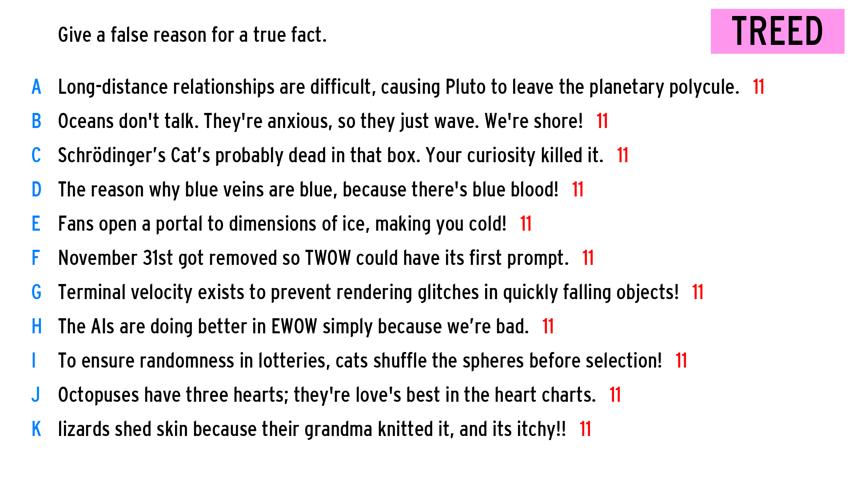 Give a false reason for a true fact.
TREED
A Long-distance relationships are difficult, causing Pluto to leave the planetary polycule. 11
B Oceans don't talk. They're anxious, so they just wave. We're shore! 11
C Schrödinger’s Cat’s probably dead in that box. Your curiosity killed it. 11
D The reason why blue veins are blue, because there's blue blood! 11
E Fans open a portal to dimensions of ice, making you cold! 11
F November 31st got removed so TWOW could have its first prompt. 11
G Terminal velocity exists to prevent rendering glitches in quickly falling objects! 11
H The AIs are doing better in EWOW simply because we’re bad. 11
I To ensure randomness in lotteries, cats shuffle the spheres before selection! 11
J Octopuses have three hearts; they're love's best in the heart charts. 11
K lizards shed skin because their grandma knitted it, and its itchy!! 11